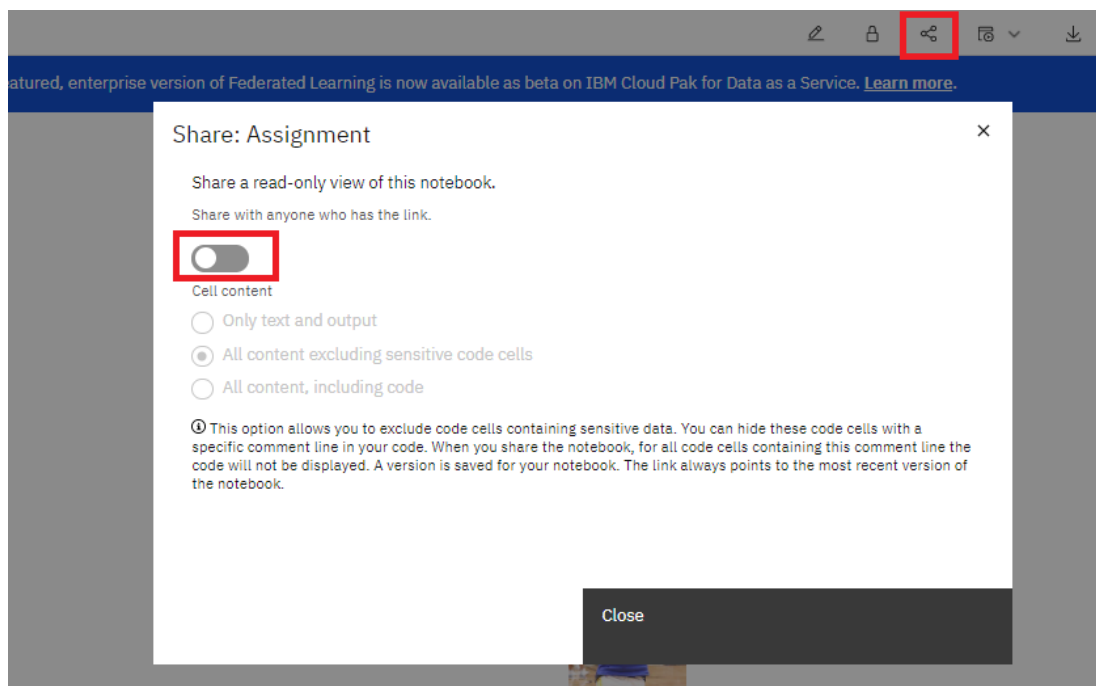 atured, enterprise version of Federated Learning is now available as beta on IBM Cloud Pak for Data as a Service. Learn more.
Share: Assignment
Share a read-only view of this notebook.
Share with anyone who has the link.
Cell content
Only text and output
All content excluding sensitive code cells
All content, including code
This option allows you to exclude code cells containing sensitive data. You can hide these code cells with a
specific comment line in your code. When you share the notebook, for all code cells containing this comment line the
code will not be displayed. A version is saved for your notebook. The link always points to the most recent version of
the notebook.
Close